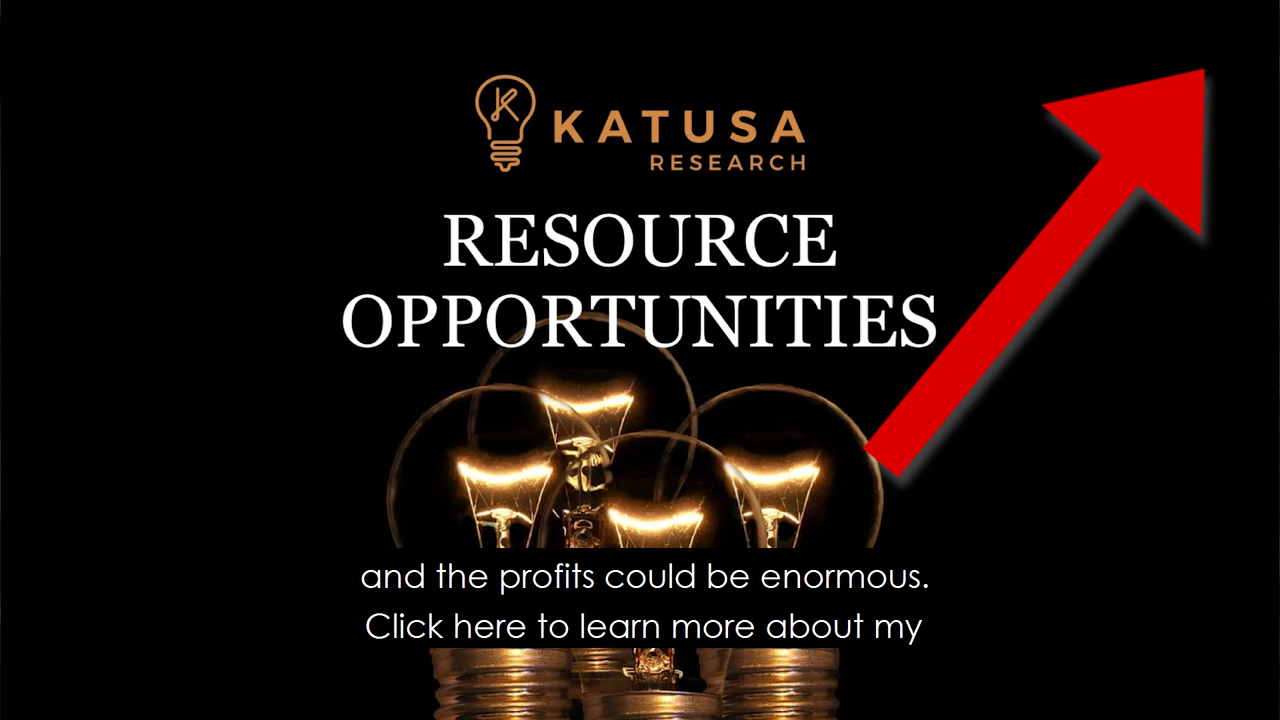 KATUSA
RESEARCH
RESOURCE
OPPORTUNITIES
and the profits could be enormous.
Click here to learn more about my